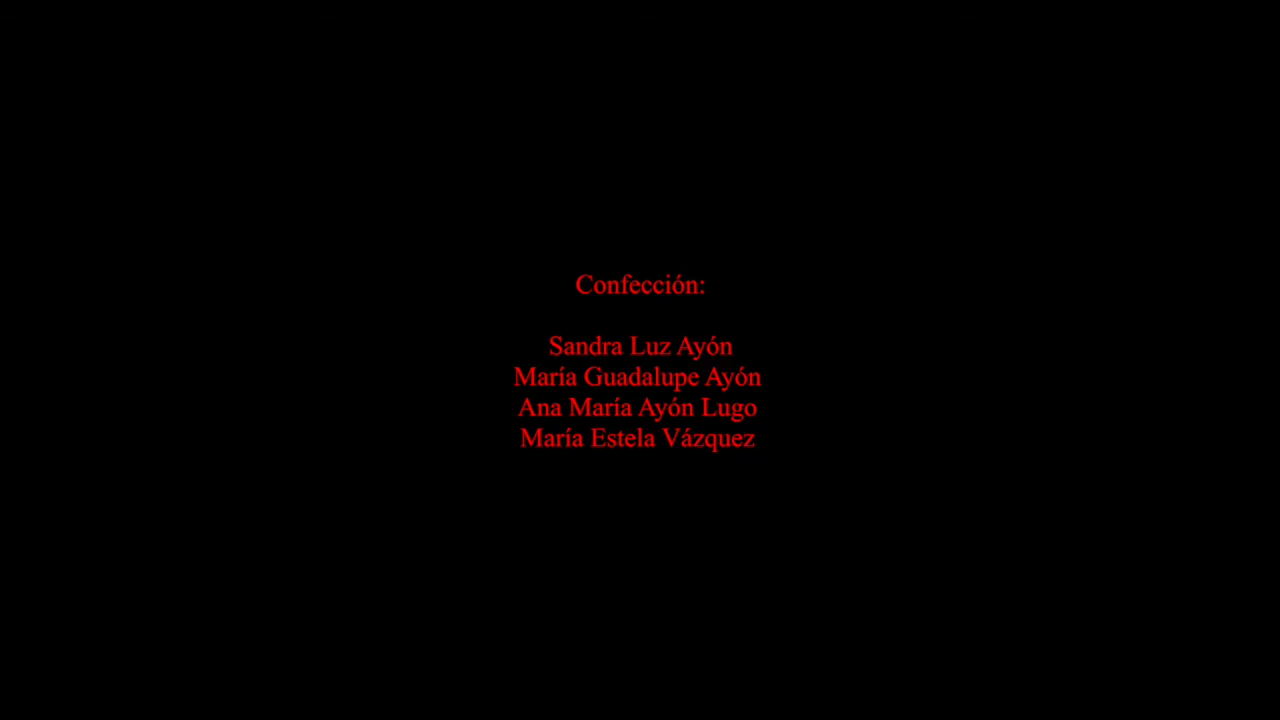 Confección:
Sandra Luz Ayón
María Guadalupe Ayón
Ana María Ayón Lugo
María Estela Vázquez